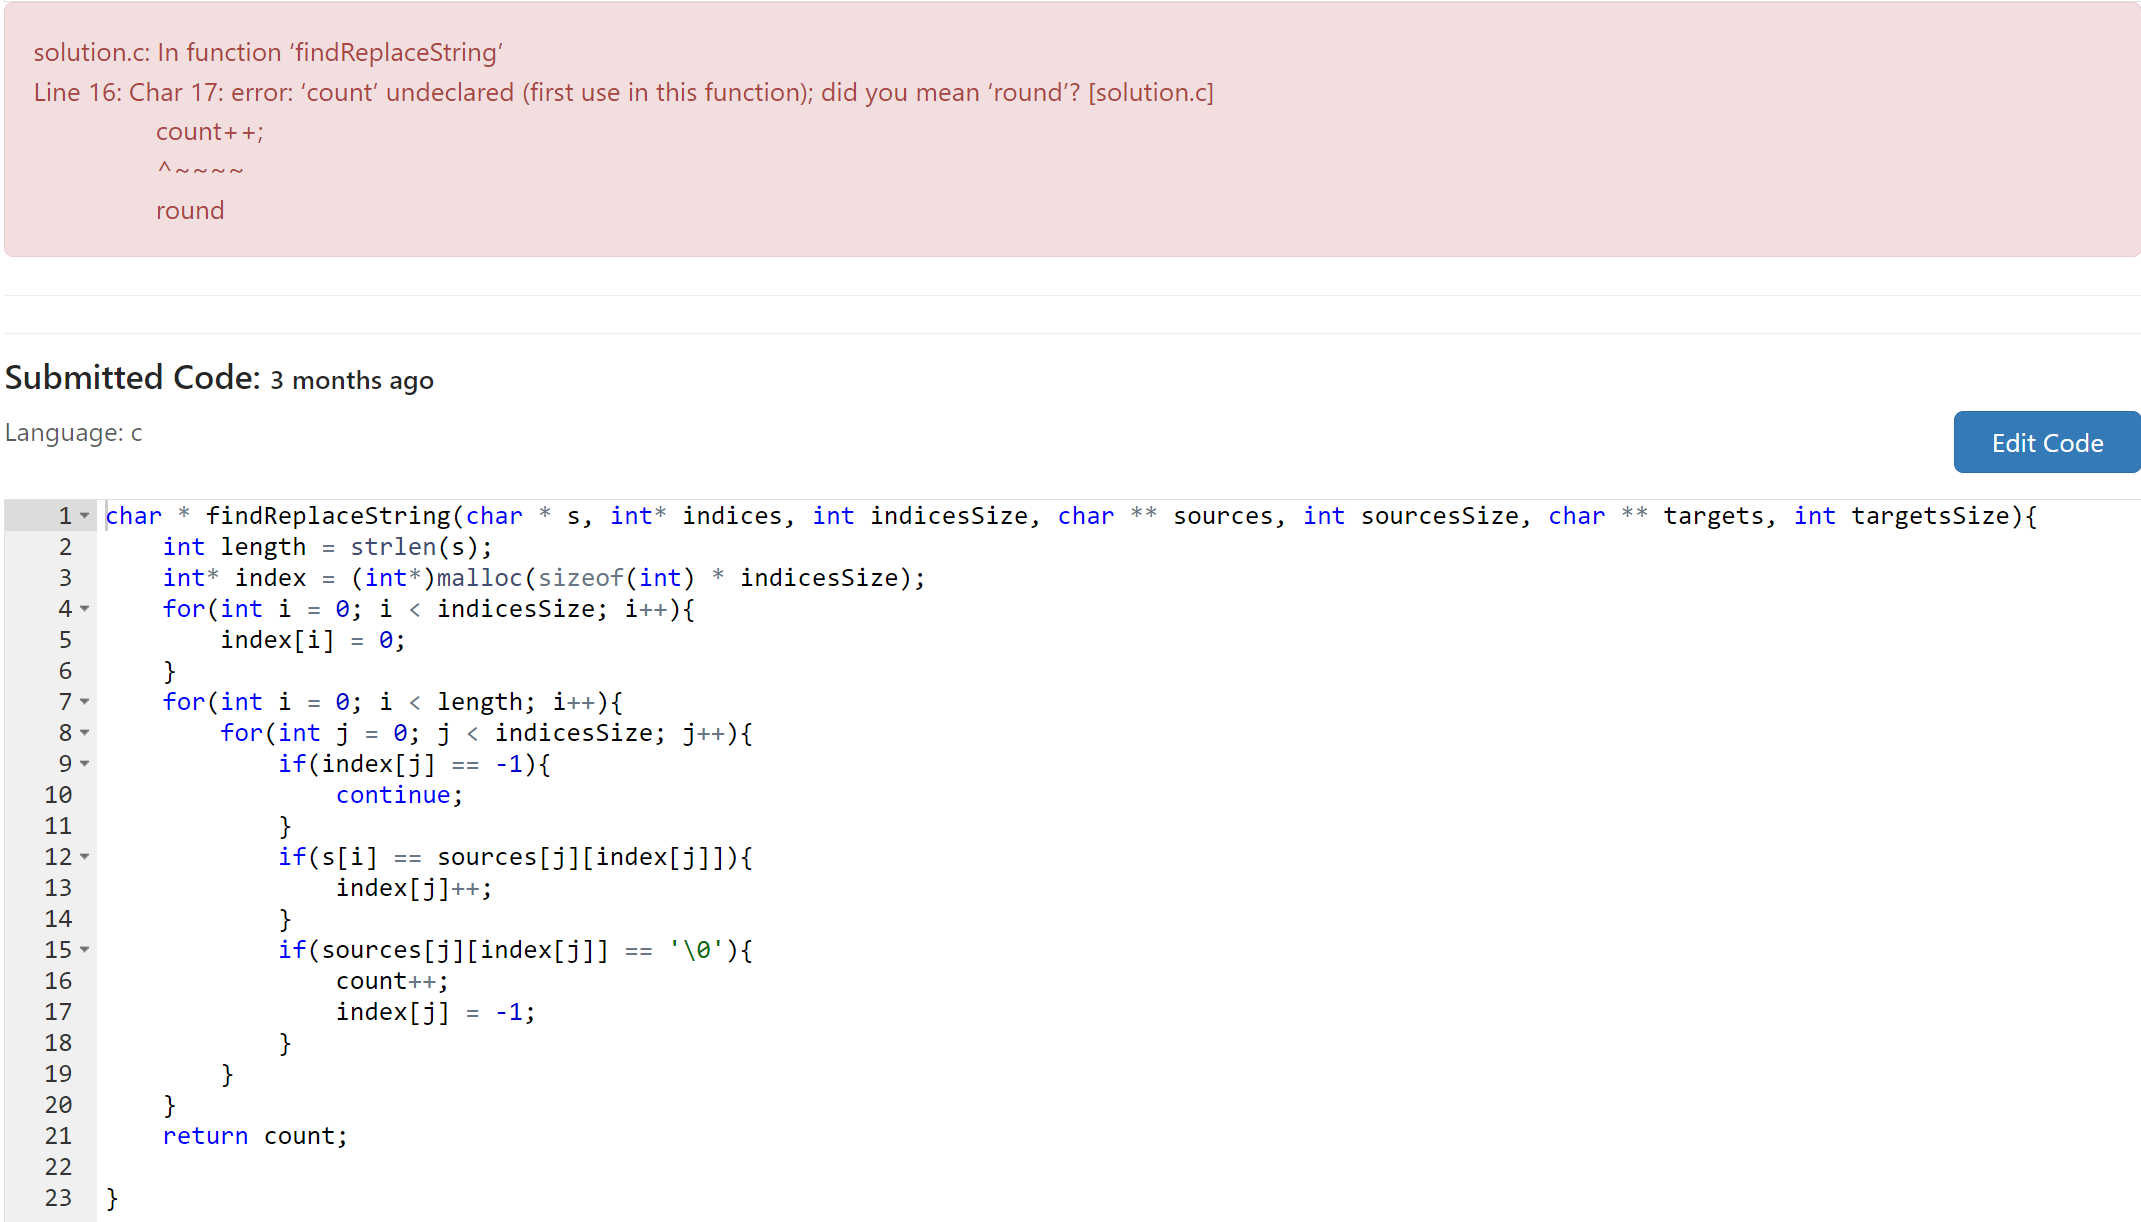 solution.c: In function ‘findReplaceString’
Line 16: Char 17: error: ‘count’ undeclared (first use in this function); did you mean ‘round’? [solution.c]
count++;
^~~~~
round
Submitted Code: 3 months ago
Language: c
Edit Code
1 char * findReplaceString(char * s, int* indices, int indicesSize, char ** sources, int sourcesSize, char ** targets, int targetsSize){
2     int length = strlen(s);
3     int* index = (int*)malloc(sizeof(int) * indicesSize);
4     for(int i = 0; i < indicesSize; i++){
5         index[i] = 0;
6     }
7     for(int i = 0; i < length; i++){
8         for(int j = 0; j < indicesSize; j++){
9             if(index[j] == -1){
10                 continue;
11             }
12             if(s[i] == sources[j][index[j]]){
13                 index[j]++;
14             }
15             if(sources[j][index[j]] == '\0'){
16                 count++;
17                 index[j] = -1;
18             }
19         }
20     }
21     return count;
22
23 }